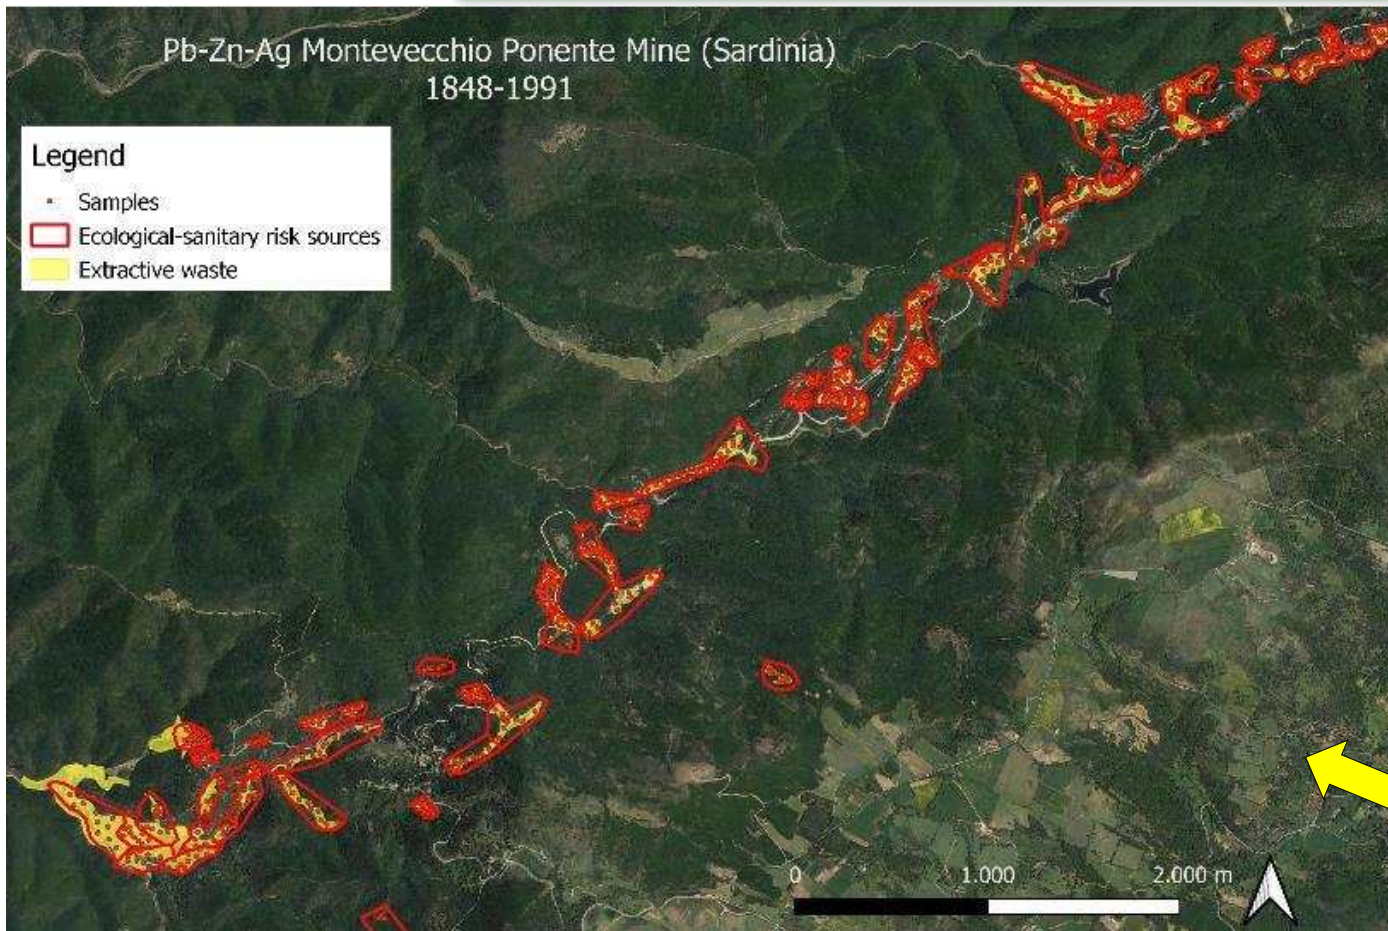 Pb-Zn-Ag Montevecchio Ponente Mine (Sardinia)
1848-1991
Legend
Samples
Ecological-sanitary risk sources
Extractive waste
0 1.000 2.000 m